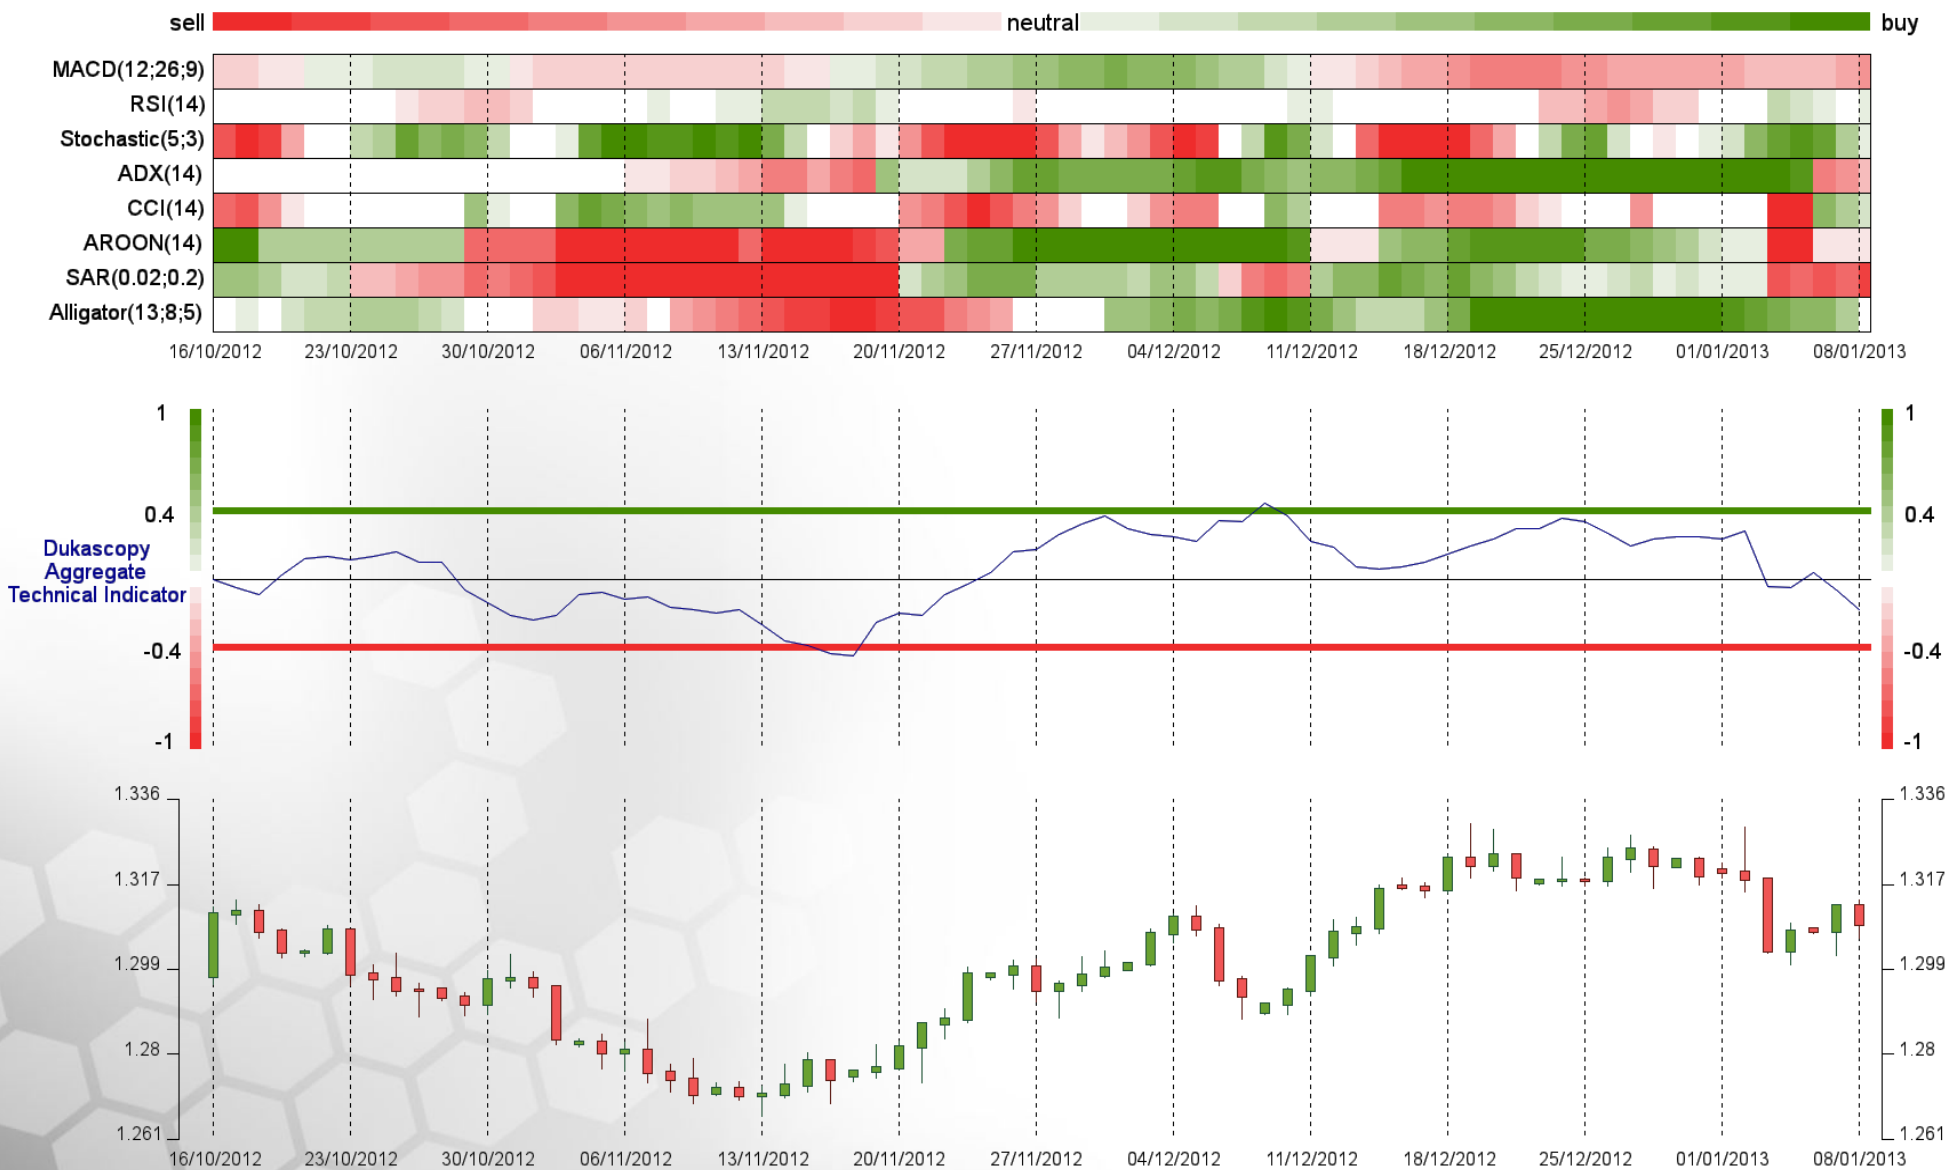 sell neutral buy
MACD(12;26;9)
RSI(14)
Stochastic(5;3)
ADX(14)
CCI(14)
AROON(14)
SAR(0.02;0.2)
Alligator(13;8;5)
16/10/2012 23/10/2012 30/10/2012 06/11/2012 13/11/2012 20/11/2012 27/11/2012 04/12/2012 11/12/2012 18/12/2012 25/12/2012 01/01/2013 08/01/2013
1 1
0.4 0.4
Dukascopy
Aggregate
Technical Indicator
-0.4 -0.4
-1 -1
1.336 1.336
1.317 1.317
1.299 1.299
1.28 1.28
1.261 1.261
16/10/2012 23/10/2012 30/10/2012 06/11/2012 13/11/2012 20/11/2012 27/11/2012 04/12/2012 11/12/2012 18/12/2012 25/12/2012 01/01/2013 08/01/2013